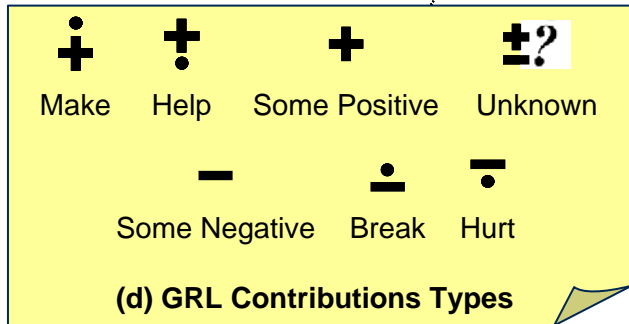 ?
Make Help Some Positive Unknown
Some Negative Break Hurt
(d) GRL Contributions Types